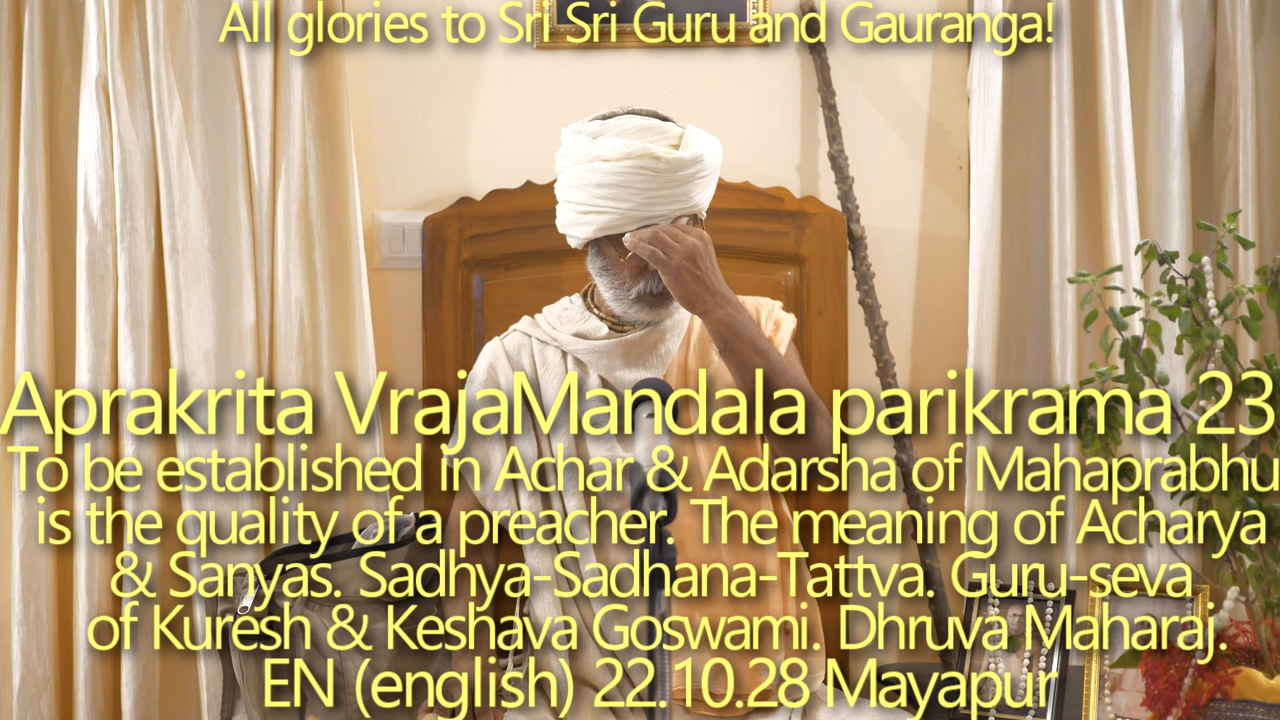 All glories to Sri Sri Guru and Gauranga!
Aprakrita VrajaMandala parikrama 23
To be established in Achar & Adarsha of Mahaprabhu
is the quality of a preacher. The meaning of Acharya
& Sanyas. Sadhya-Sadhana-Tattva. Guru-seva
of Kuresh & Keshava Goswami. Dhruva Maharaj.
EN (english) 22.10.28 Mayapur